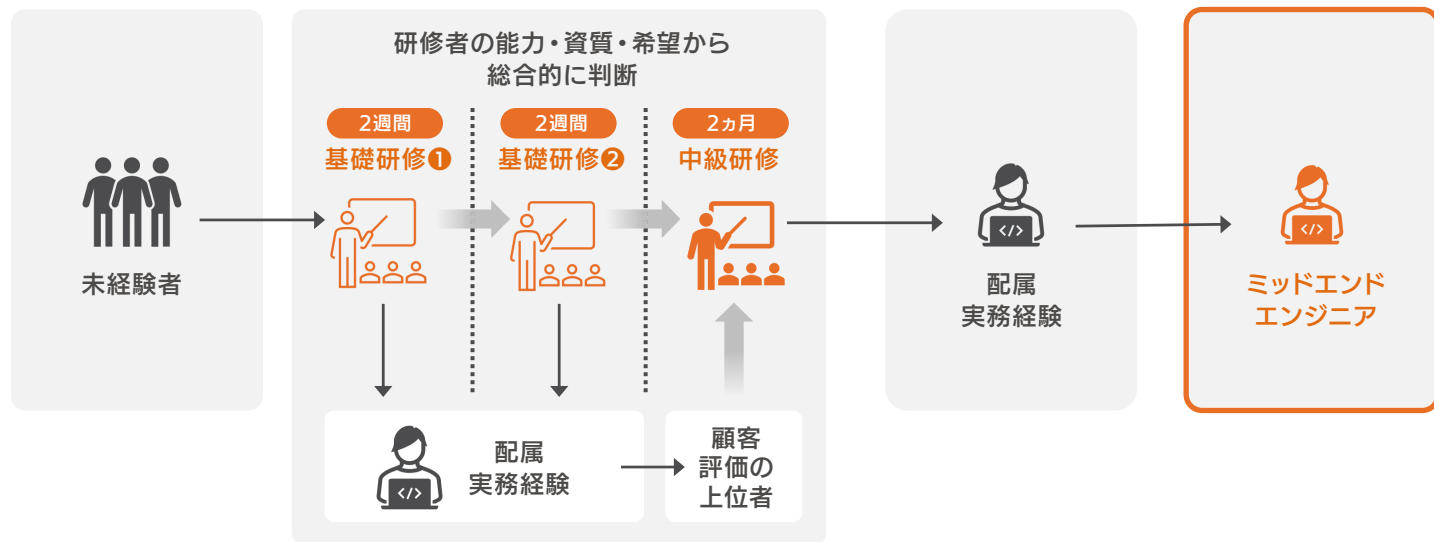 研修者の能力・資質・希望から
総合的に判断
2週間
基礎研修❶
2週間
基礎研修❷
2ヵ月
中級研修
未経験者
</>
配属
実務経験
</>
ミッドエンド
エンジニア
</>
配属
実務経験
顧客
評価の
上位者